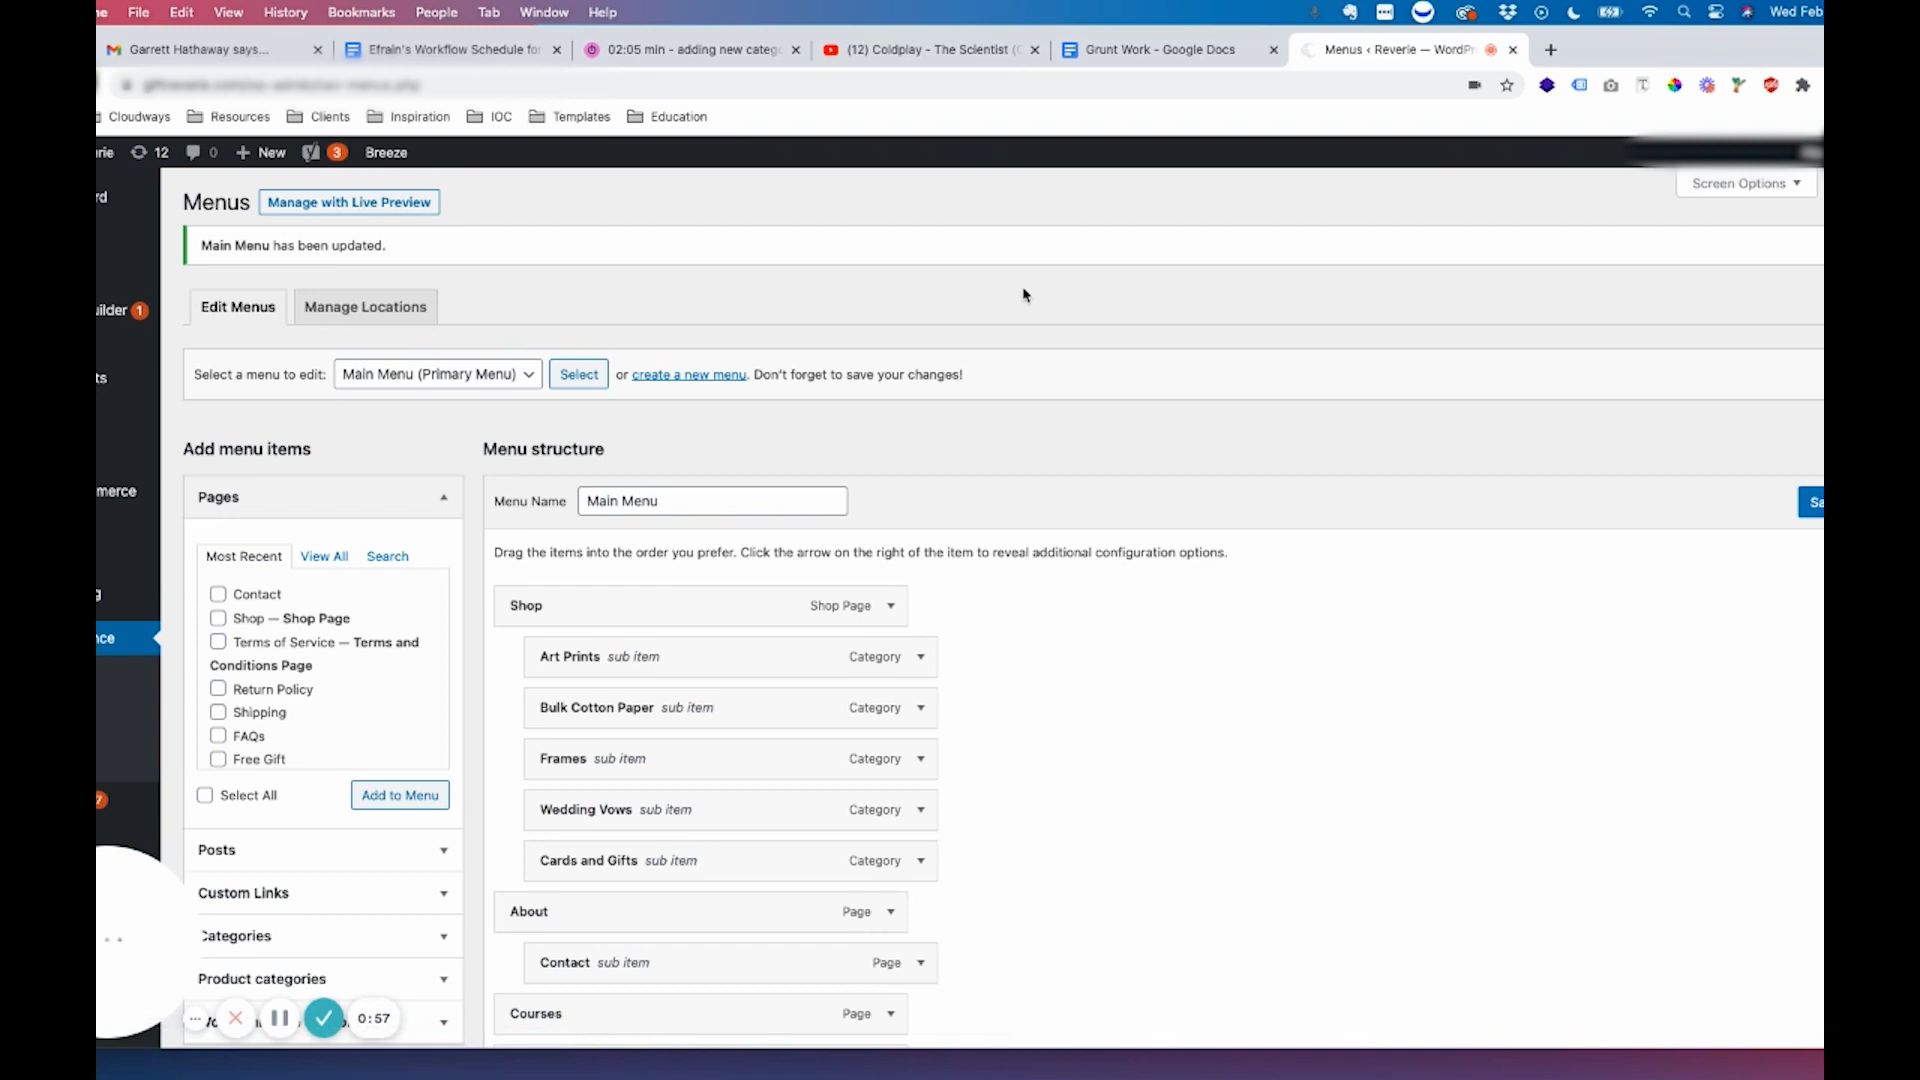 ne File Edit View History Bookmarks People Tab Window Help Wed Feb
Garrett Hathaway says... Efrain's Workflow Schedule for 02:05 min - adding new categ (12) Coldplay - The Scientist ( Grunt Work - Google Docs Menus ‹ Reverie — WordPr
Cloudways Resources Clients Inspiration IOC Templates Education
rie 12 0 + New 3 Breeze
Screen Options
rd
Menus Manage with Live Preview
Main Menu has been updated.
uilder 1
Edit Menus Manage Locations
ts
Select a menu to edit: Main Menu (Primary Menu) Select or create a new menu. Don't forget to save your changes!
Add menu items Menu structure
merce
Pages Menu Name Main Menu Sa
Most Recent View All Search Drag the items into the order you prefer. Click the arrow on the right of the item to reveal additional configuration options.
g
Contact
Shop — Shop Page
Terms of Service — Terms and
Conditions Page
Return Policy
Shipping
FAQs
Free Gift
nce
Select All Add to Menu
7
Posts
Custom Links
Categories
Product categories
0:57
Shop Shop Page
Art Prints sub item Category
Bulk Cotton Paper sub item Category
Frames sub item Category
Wedding Vows sub item Category
Cards and Gifts sub item Category
About Page
Contact sub item Page
Courses Page